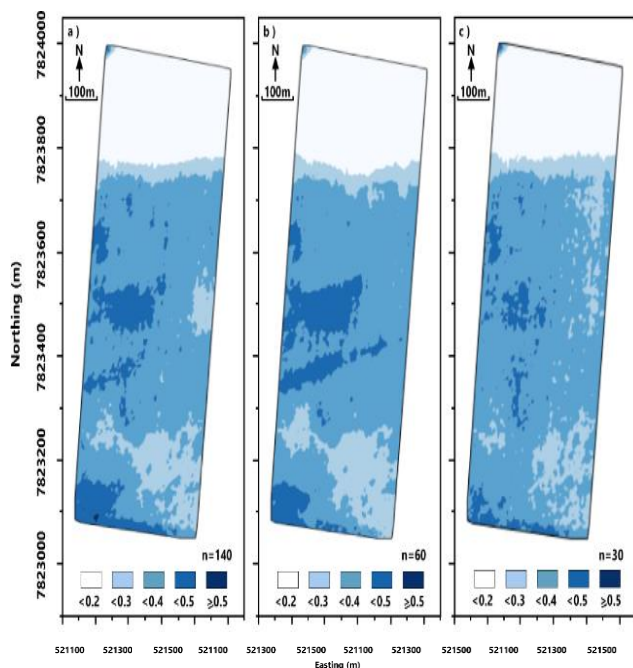 a)
b)
c)
N
N
N
100m
100m
100m
7824000
7823800
7823600
7823400
7823200
7823000
Northing (m)
n=140
n=60
n=30
<0.2 <0.3 <0.4 <0.5 ≥0.5
<0.2 <0.3 <0.4 <0.5 ≥0.5
<0.2 <0.3 <0.4 <0.5 ≥0.5
521100 521300 521500 521100 521300 521500 521100 521300 521500 521100 521300
Easting (m)